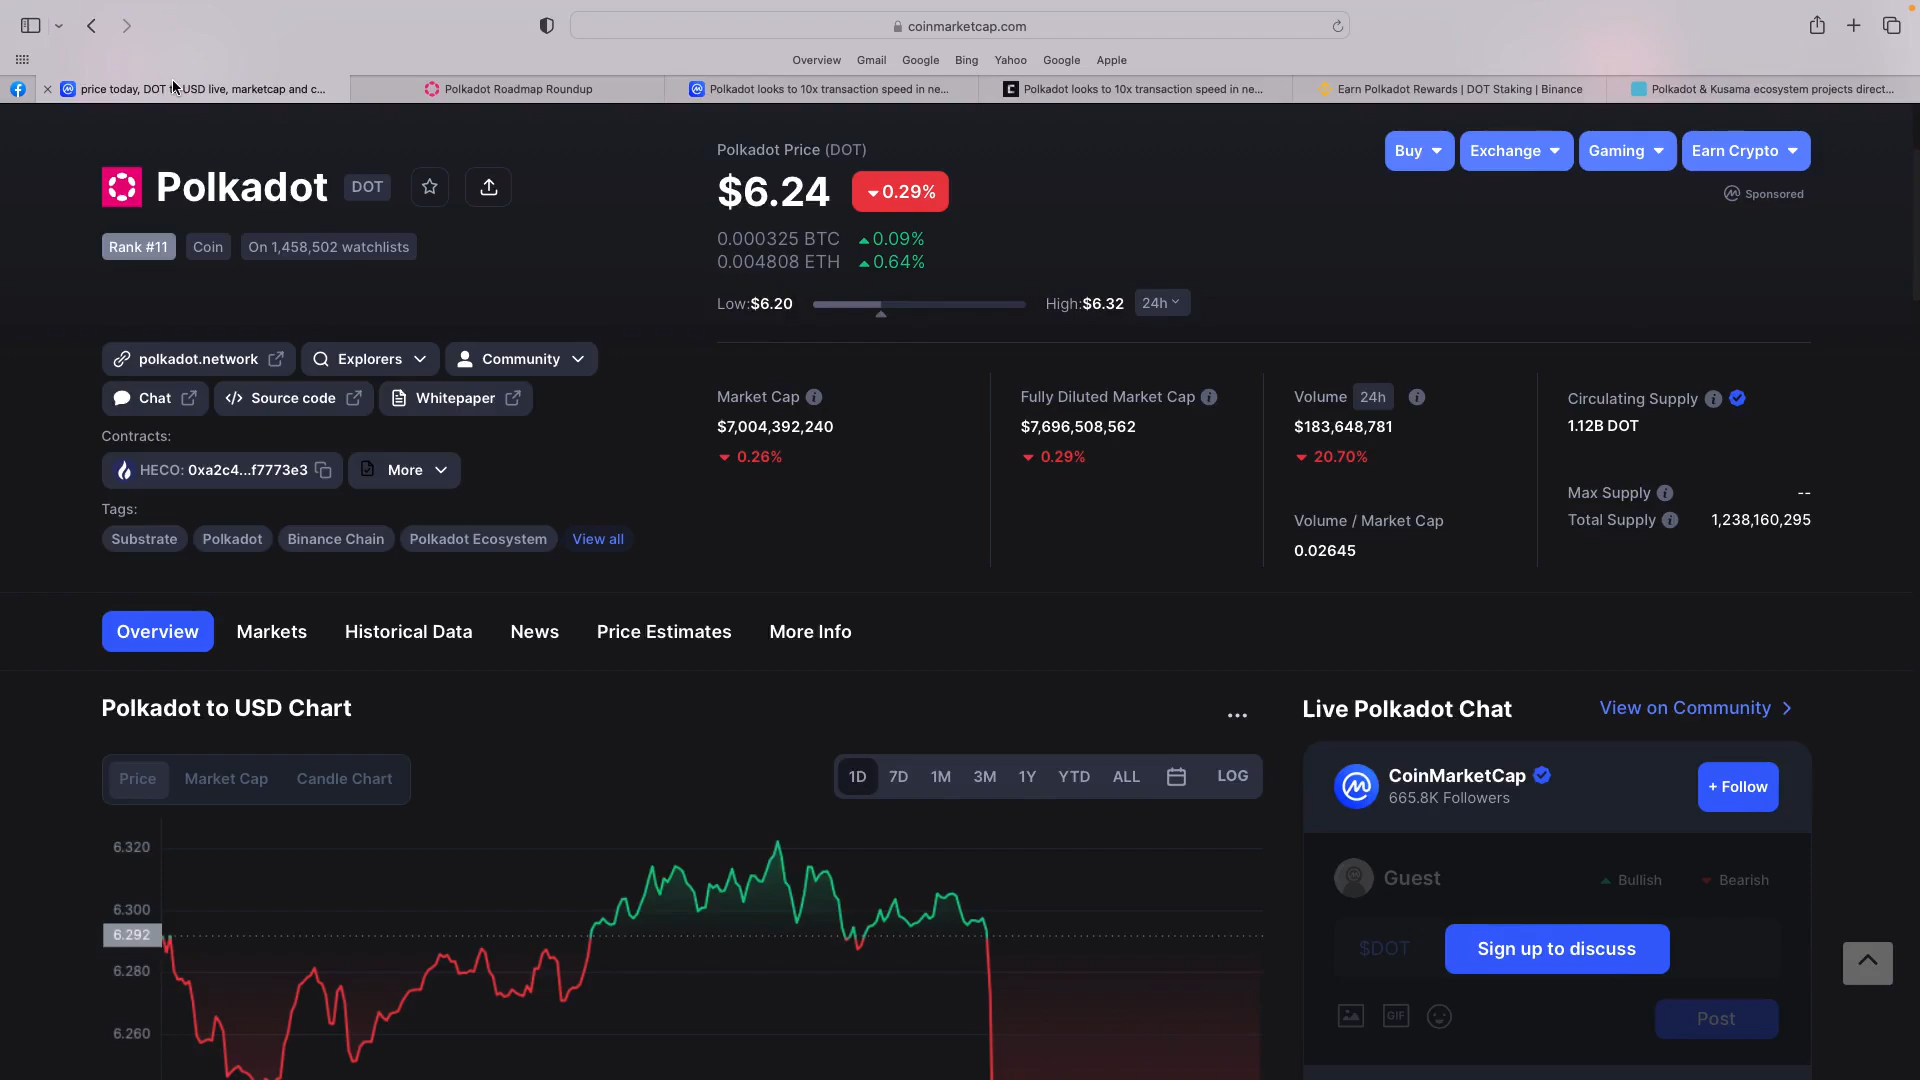 coinmarketcap.com
Overview Gmail Google Bing Yahoo Google Apple
price today, DOT t USD live, marketcap and c...
Polkadot Roadmap Roundup
Polkadot looks to 10x transaction speed in ne...
Polkadot looks to 10x transaction speed in ne...
Earn Polkadot Rewards | DOT Staking | Binance
Polkadot & Kusama ecosystem projects direct...
Polkadot DOT
Rank #11 Coin On 1,458,502 watchlists
polkadot.network Explorers Community
Chat Source code Whitepaper
Contracts:
HECO: 0xa2c4...f7773e3 More
Tags:
Substrate Polkadot Binance Chain Polkadot Ecosystem View all
Polkadot Price (DOT)
$6.24 0.29%
0.000325 BTC 0.09%
0.004808 ETH 0.64%
Low:$6.20 High:$6.32 24h
Buy Exchange Gaming Earn Crypto
Sponsored
Market Cap
$7,004,392,240
0.26%
Fully Diluted Market Cap
$7,696,508,562
0.29%
Volume 24h
$183,648,781
20.70%
Volume / Market Cap
0.02645
Circulating Supply
1.12B DOT
Max Supply --
Total Supply 1,238,160,295
Overview Markets Historical Data News Price Estimates More Info
Polkadot to USD Chart
Price Market Cap Candle Chart
1D 7D 1M 3M 1Y YTD ALL LOG
6.320
6.300
6.292
6.280
6.260
Live Polkadot Chat View on Community
CoinMarketCap
665.8K Followers
+ Follow
Guest Bullish Bearish
$DOT Sign up to discuss
GIF Post